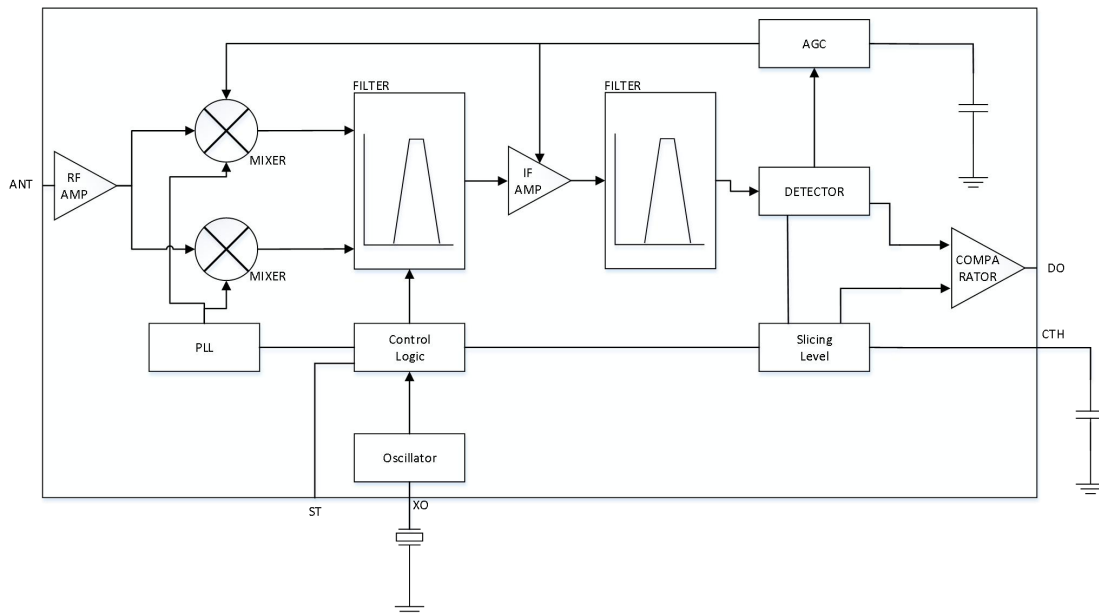 AGC
FILTER
FILTER
MIXER
ANT
RF
AMP
IF
AMP
DETECTOR
MIXER
COMPA
RATOR
DO
PLL
Control
Logic
Slicing
Level
CTH
Oscillator
ST
XO